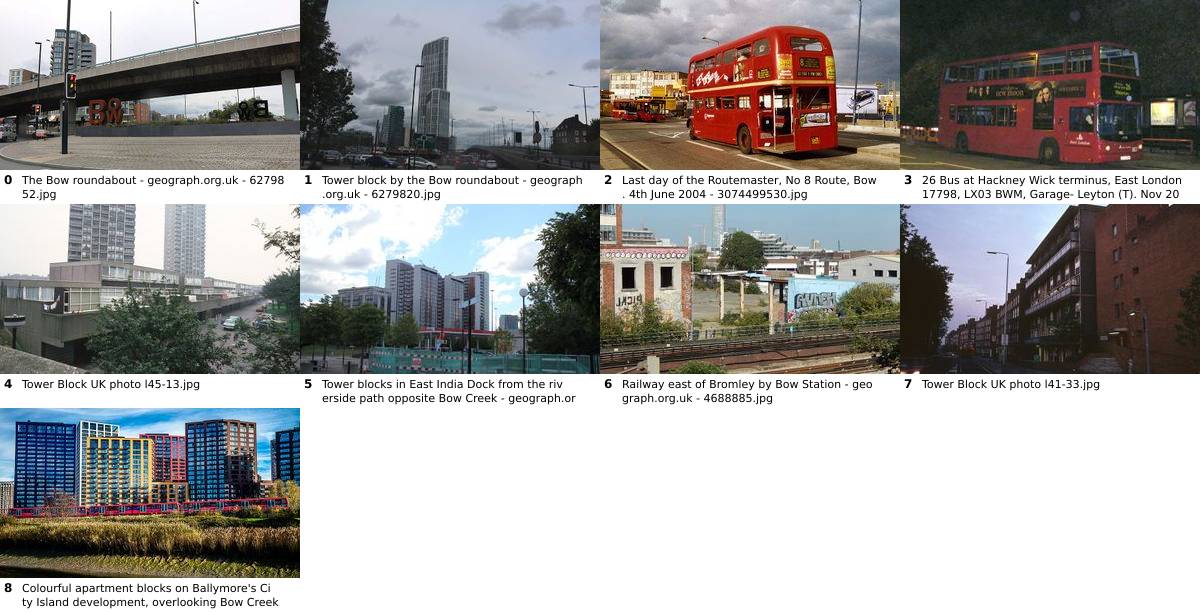 BO
W
0 The Bow roundabout - geograph.org.uk - 62798
52.jpg
1 Tower block by the Bow roundabout - geograph
.org.uk - 6279820.jpg
2 Last day of the Routemaster, No 8 Route, Bow
. 4th June 2004 - 3074499530.jpg
3 26 Bus at Hackney Wick terminus, East London
17798, LX03 BWM, Garage- Leyton (T). Nov 20
4 Tower Block UK photo l45-13.jpg
5 Tower blocks in East India Dock from the riv
erside path opposite Bow Creek - geograph.or
6 Railway east of Bromley by Bow Station - geo
graph.org.uk - 4688885.jpg
7 Tower Block UK photo l41-33.jpg
8 Colourful apartment blocks on Ballymore's Ci
ty Island development, overlooking Bow Creek